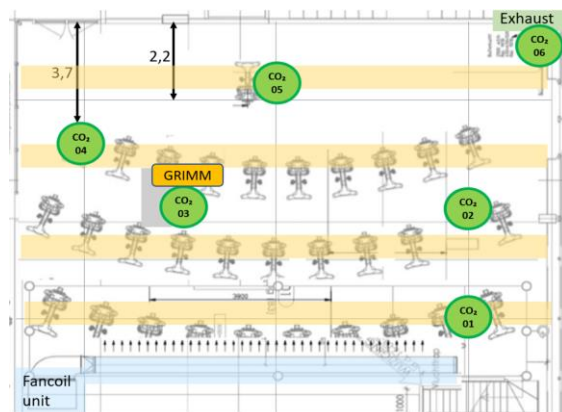 Exhaust
CO₂
06
2,2
3,7
CO₂
05
CO₂
04
GRIMM
CO₂
03
CO₂
02
3900
CO₂
01
Fancoil
unit